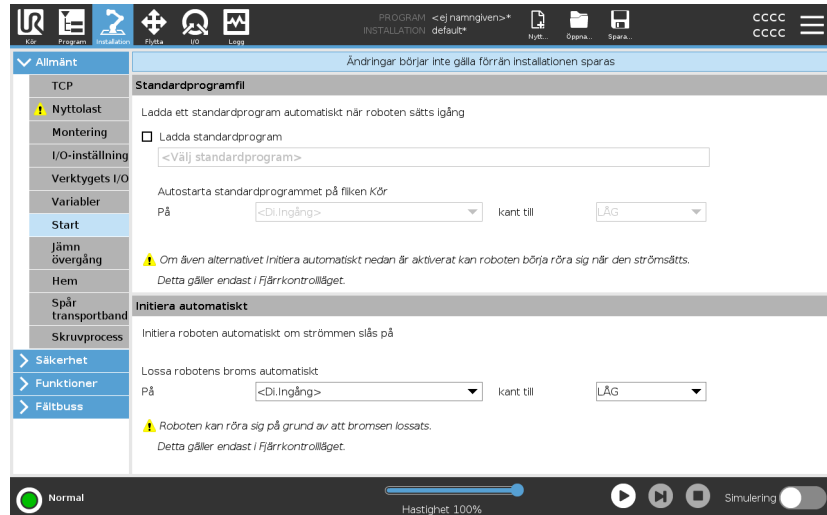 UR
PROGRAM <ej namngiven>*
INSTALLATION default*
CCCC
CCCC
Kör Program Installation Flytta I/O Logg Nytt... Öppna... Spara...
Allmänt
TCP
Nyttolast
Montering
I/O-inställning
Verktygets I/O
Variabler
Start
Jämn
övergång
Hem
Spår
transportband
Skruvprocess
Säkerhet
Funktioner
Fältbuss
Ändringar börjar inte gälla förrän installationen sparas
Standardprogramfil
Ladda ett standardprogram automatiskt när roboten sätts igång
Ladda standardprogram
<Välj standardprogram>
Autostarta standardprogrammet på fliken Kör
På <Di.Ingång> kant till LÅG
Om även alternativet Initiera automatiskt nedan är aktiverat kan roboten börja röra sig när den strömsätts.
Detta gäller endast i Fjärrkontrollläget.
Initiera automatiskt
Initiera roboten automatiskt om strömmen slås på
Lossa robotens broms automatiskt
På <Di.Ingång> kant till LÅG
Roboten kan röra sig på grund av att bromsen lossats.
Detta gäller endast i Fjärrkontrollläget.
Normal
Hastighet 100%
Simulering